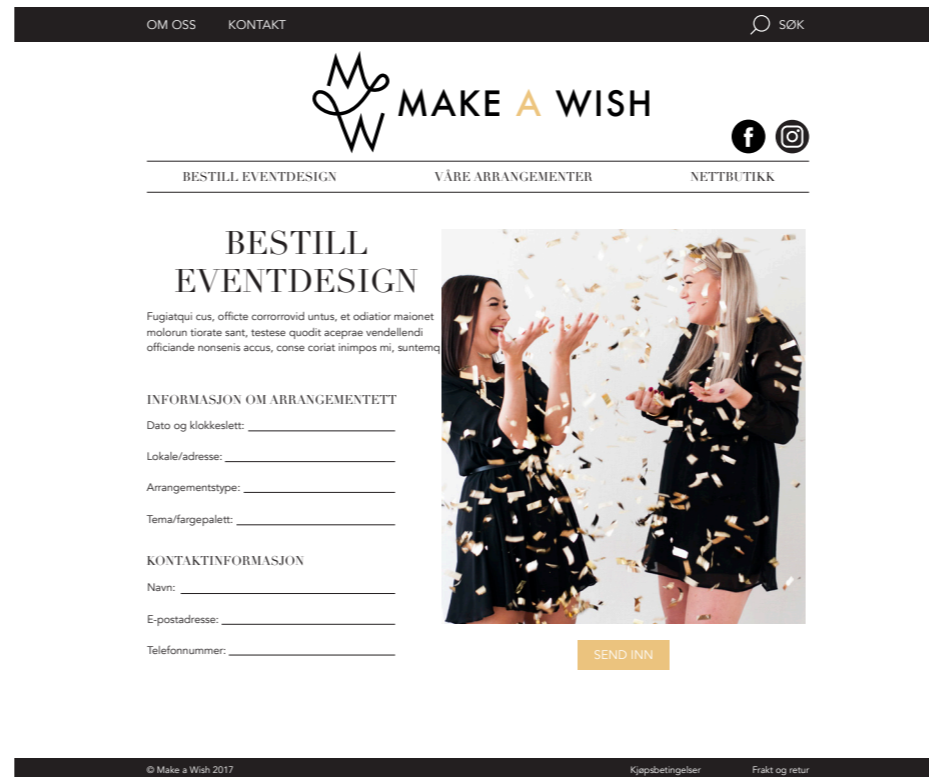 OM OSS KONTAKT SØK
MAKE A WISH
BESTILL EVENTDESIGN VÅRE ARRANGEMENTER NETTBUTIKK
BESTILL
EVENTDESIGN
Fugiatqui cus, officte corrorrovid untus, et odiatior maionet
molorun tiorate sant, testese quodit aceprae vendellendi
officiande nonsenis accus, conse coriat inimpos mi, suntemq
INFORMASJON OM ARRANGEMENTETT
Dato og klokkeslett:
Lokale/adresse:
Arrangementstype:
Tema/fargepalett:
KONTAKTINFORMASJON
Navn:
E-postadresse:
Telefonnummer:
SEND INN
© Make a Wish 2017 Kjøpsbetingelser Frakt og retur